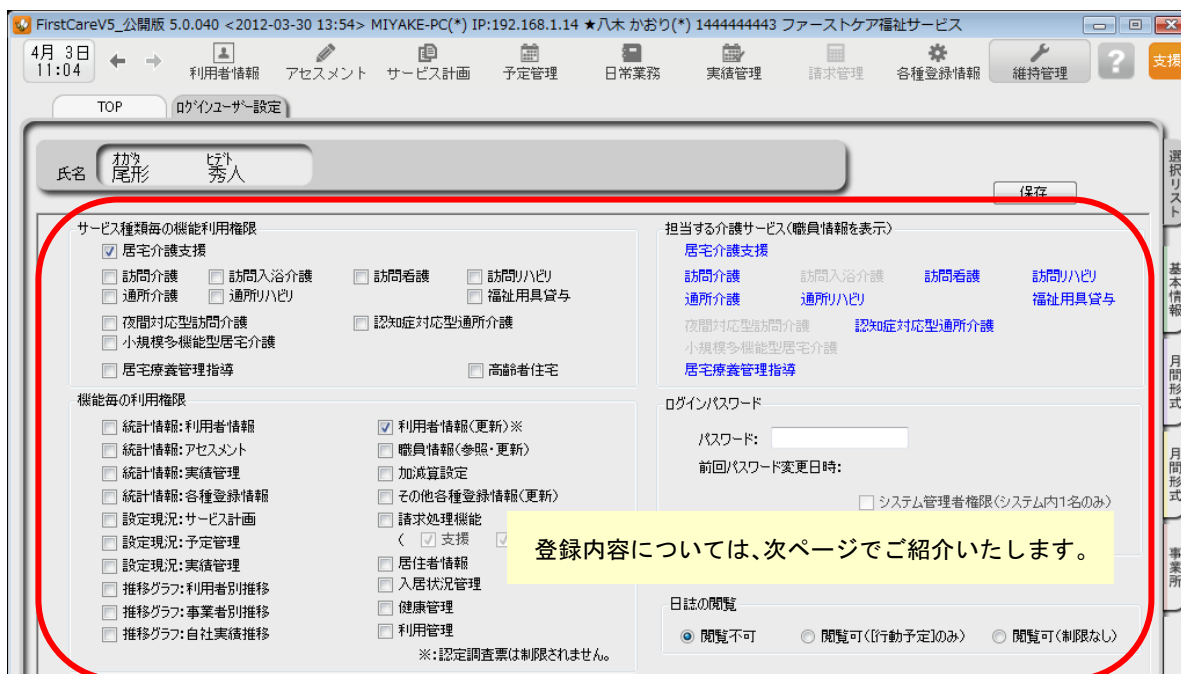 FirstCareV5_公開版 5.0.040 <2012-03-30 13:54> MIYAKE-PC(*) IP:192.168.1.14 ★八木 かおり(*) 1444444443 ファーストケア福祉サービス
4月 3日
11:04
利用者情報 アセスメント サービス計画 予定管理 日常業務 実績管理 請求管理 各種登録情報 維持管理 ? 支援
TOP ﾛｸﾞｲﾝﾕｰｻﾞｰ設定
ｵｶﾞﾀ ﾋﾃﾞﾄ
氏名 尾形 秀人
保存
選択リスト
基本情報
月間形式
月間形式
事業所
サービス種類毎の機能利用権限
居宅介護支援
訪問介護 訪問入浴介護 訪問看護 訪問リハビリ
通所介護 通所リハビリ 福祉用具貸与
夜間対応型訪問介護 認知症対応型通所介護
小規模多機能型居宅介護
居宅療養管理指導 高齢者住宅
担当する介護サービス(職員情報を表示)
居宅介護支援
訪問介護 訪問入浴介護 訪問看護 訪問リハビリ
通所介護 通所リハビリ 福祉用具貸与
夜間対応型訪問介護 認知症対応型通所介護
小規模多機能型居宅介護
居宅療養管理指導
機能毎の利用権限
統計情報:利用者情報 利用者情報(更新)※
統計情報:アセスメント 職員情報(参照・更新)
統計情報:実績管理 加減算設定
統計情報:各種登録情報 その他各種登録情報(更新)
設定現況:サービス計画 請求処理機能
設定現況:予定管理 ( 支援
設定現況:実績管理 居住者情報
推移グラフ:利用者別推移 入居状況管理
推移グラフ:事業者別推移 健康管理
推移グラフ:自社実績推移 利用管理
※:認定調査票は制限されません。
ログインパスワード
パスワード:
前回パスワード変更日時:
システム管理者権限(システム内1名のみ)
登録内容については、次ページでご紹介いたします。
日誌の閲覧
閲覧不可 閲覧可([行動予定]のみ) 閲覧可(制限なし)